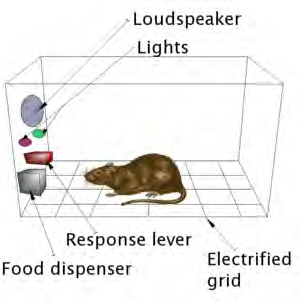 Loudspeaker
Lights
Response lever
Food dispenser
Electrified
grid